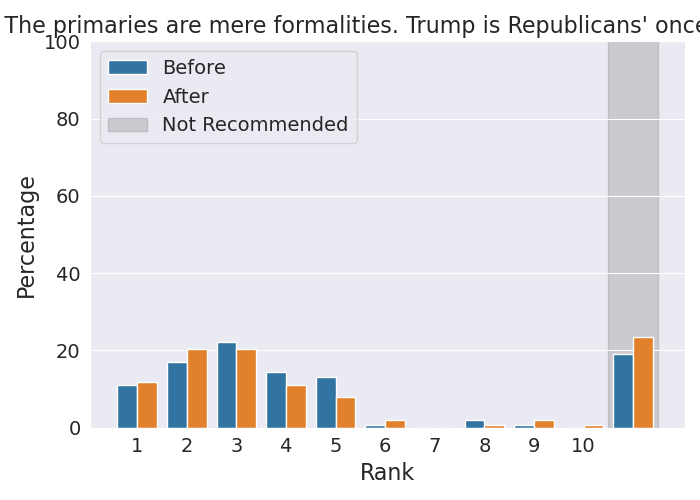 The primaries are mere formalities. Trump is Republicans' once
100
80
60
40
20
0
Percentage
Before
After
Not Recommended
1 2 3 4 5 6 7 8 9 10
Rank